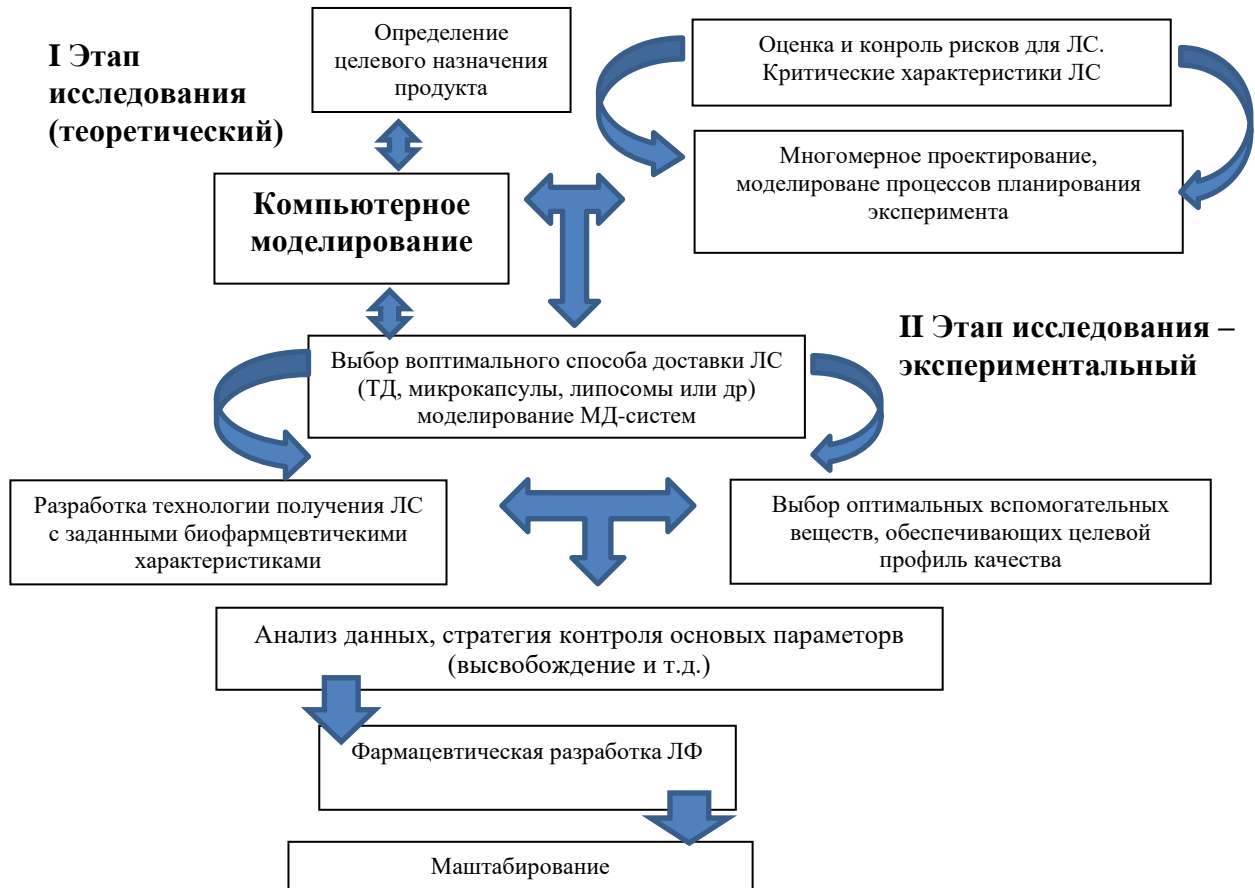 I Этап
исследования
(теоретический)
Определение
целевого назначения
продукта
Оценка и конроль рисков для ЛС.
Критические характеристики ЛС
Многомерное проектирование,
моделироване процессов планирования
эксперимента
Компьютерное
моделирование
II Этап исследования –
экспериментальный
Выбор воптимального способа доставки ЛС
(ТД, микрокапсулы, липосомы или др)
моделирование МД-систем
Разработка технологии получения ЛС
с заданными биофармцевтичекими
характеристиками
Выбор оптимальных вспомогательных
веществ, обеспечивающих целевой
профиль качества
Анализ данных, стратегия контроля основых параметорв
(высвобождение и т.д.)
Фармацевтическая разработка ЛФ
Маштабирование